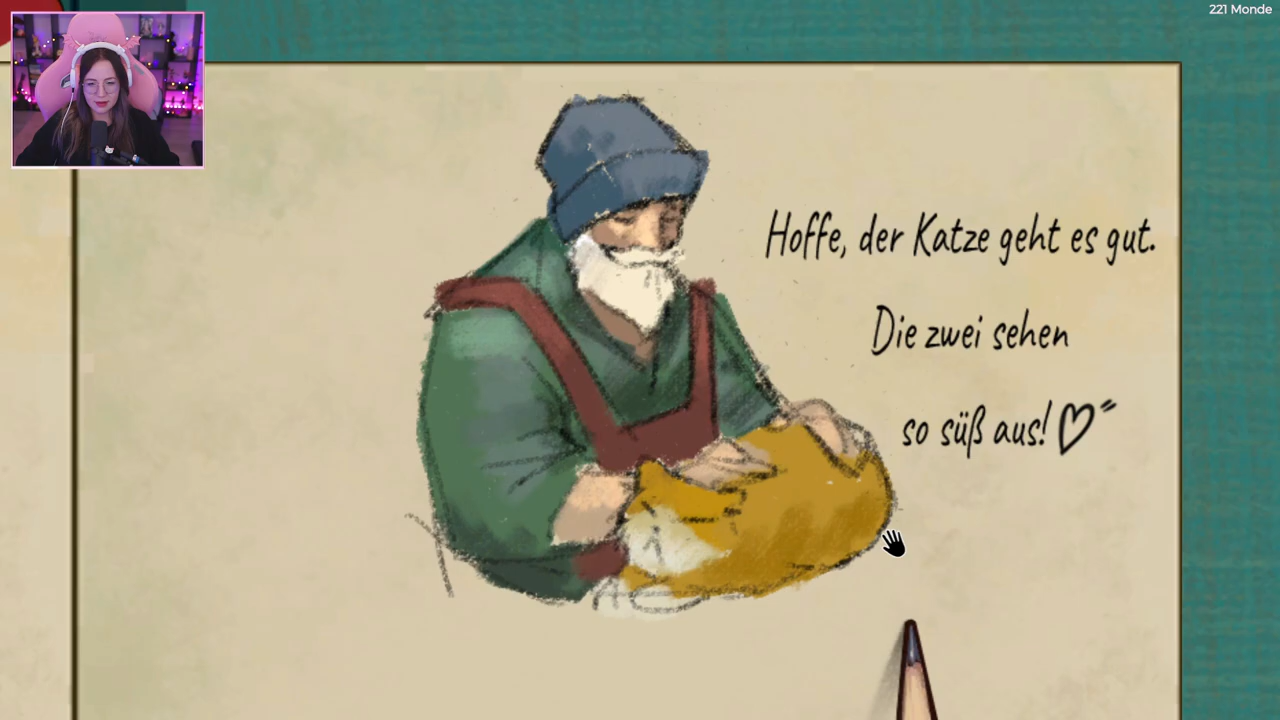 221 Monde
Hoffe, der Katze geht es gut.
Die zwei sehen
so süß aus!